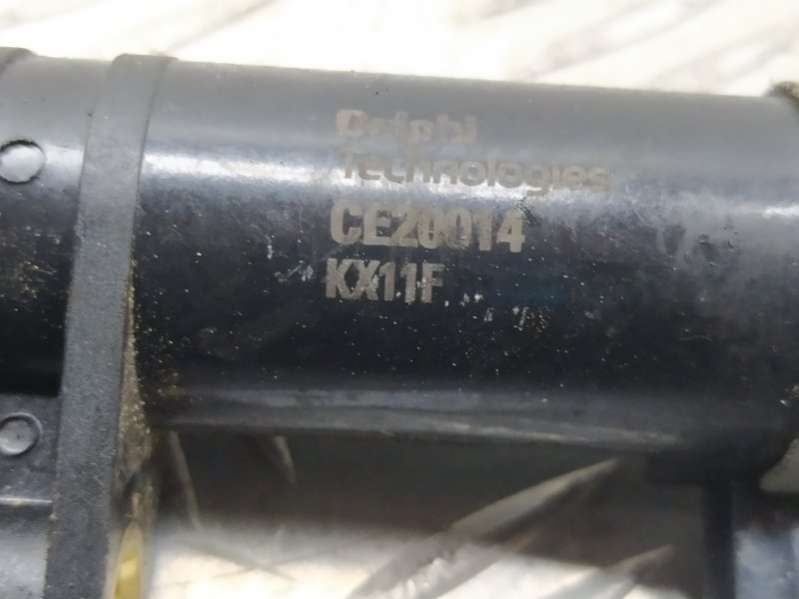 Delphi
Technologies
CE20014
KX11F